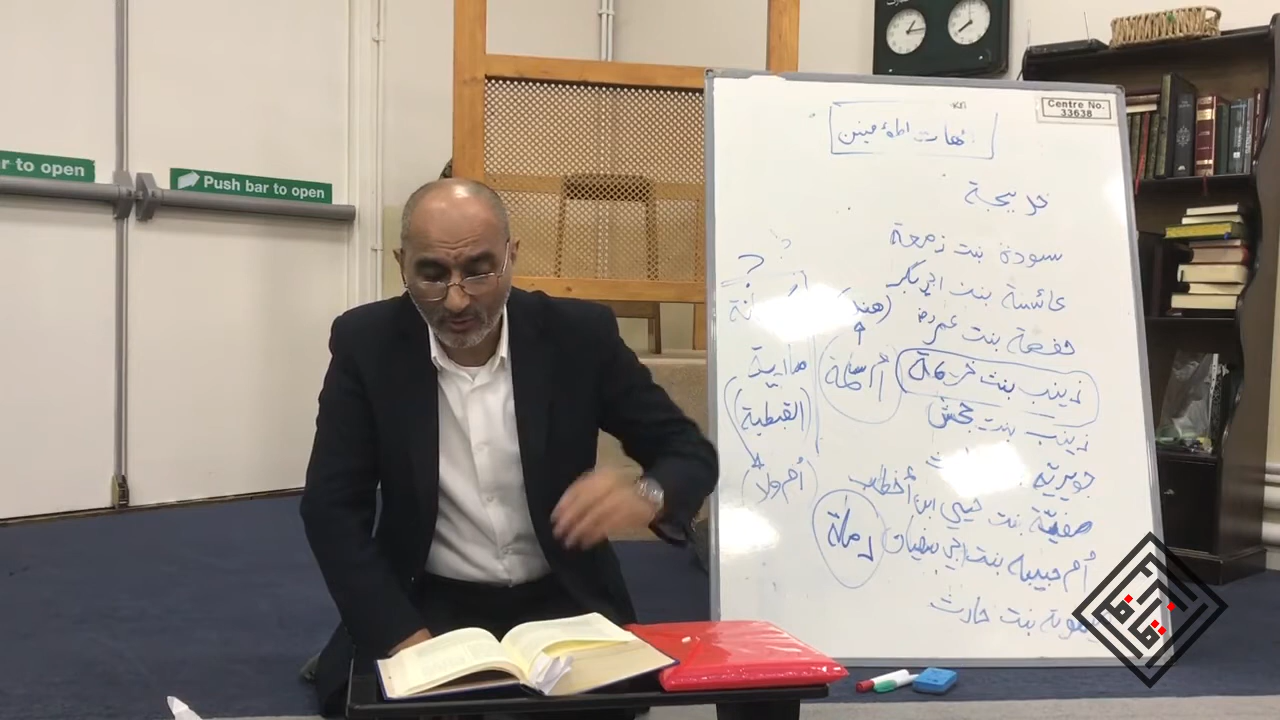 Push bar to open
r to open
Centre No.
33638
أمهات المؤمنين
خديجة
سودة بنت زمعة
عائشة بنت ابي بكر
حفصة بنت عمر رض
(هند)
زينب بنت خزيمة
أم سلمة
زينب بنت جحش
جويرية
صفية بنت حيي ابن أخطب
أم حبيبة بنت ابي سفيان
رملة
ميمونة بنت حارث
?
مارية
(القبطية)
(أم ولد)